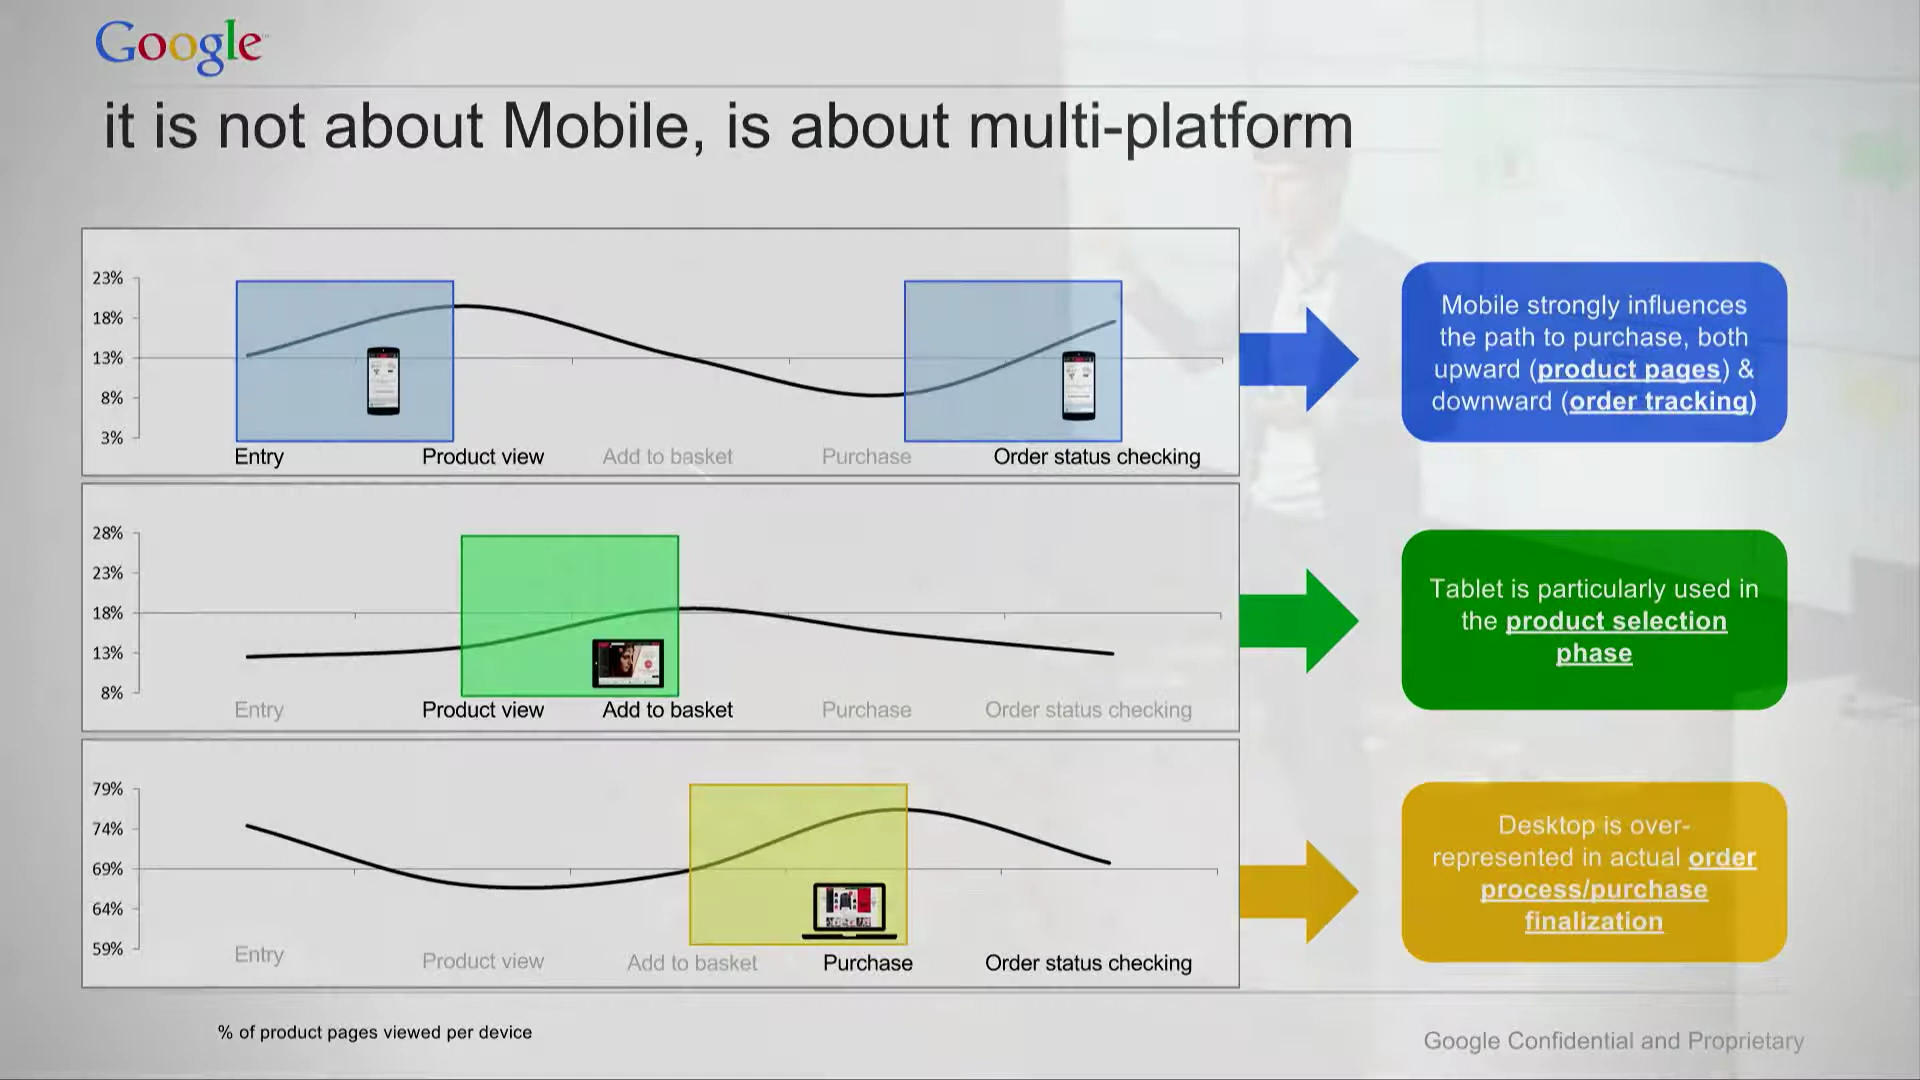 Google
it is not about Mobile, is about multi-platform
23%
18%
13%
8%
3%
Entry
Product view
Add to basket
Purchase
Order status checking
Mobile strongly influences
the path to purchase, both
upward (product pages) &
downward (order tracking)
28%
23%
18%
13%
8%
Entry
Product view
Add to basket
Purchase
Order status checking
Tablet is particularly used in
the product selection
phase
79%
74%
69%
64%
59%
Entry
Product view
Add to basket
Purchase
Order status checking
Desktop is over-
represented in actual order
process/purchase
finalization
% of product pages viewed per device
Google Confidential and Proprietary